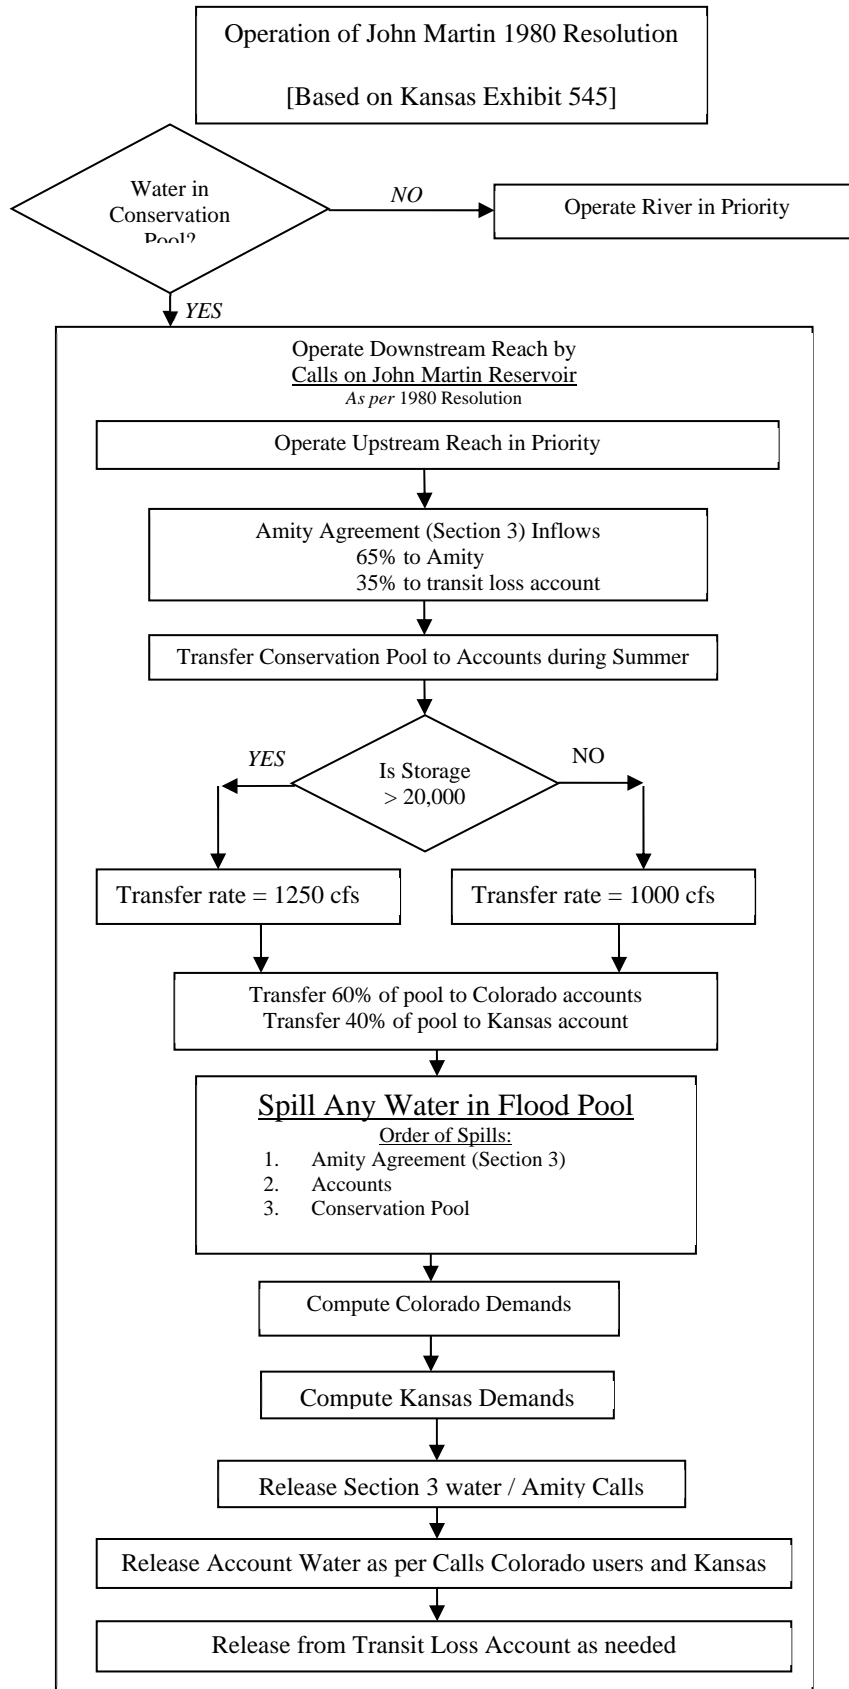 Operation of John Martin 1980 Resolution
[Based on Kansas Exhibit 545]
Water in
Conservation
Pool?
NO
Operate River in Priority
YES
Operate Downstream Reach by
Calls on John Martin Reservoir
As per 1980 Resolution
Operate Upstream Reach in Priority
Amity Agreement (Section 3) Inflows
65% to Amity
35% to transit loss account
Transfer Conservation Pool to Accounts during Summer
YES
Is Storage
> 20,000
NO
Transfer rate = 1250 cfs
Transfer rate = 1000 cfs
Transfer 60% of pool to Colorado accounts
Transfer 40% of pool to Kansas account
Spill Any Water in Flood Pool
Order of Spills:
1. Amity Agreement (Section 3)
2. Accounts
3. Conservation Pool
Compute Colorado Demands
Compute Kansas Demands
Release Section 3 water / Amity Calls
Release Account Water as per Calls Colorado users and Kansas
Release from Transit Loss Account as needed